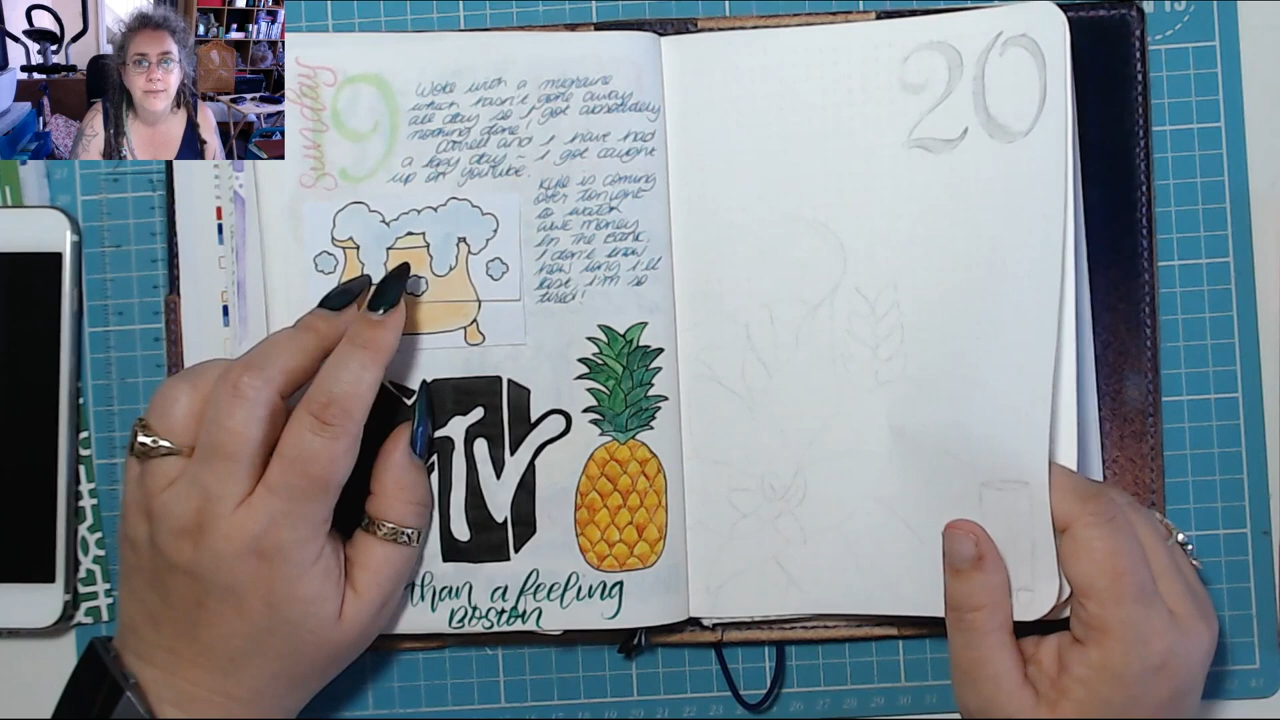 Sunday
9
Woke with a migraine
which hasn't gone away
all day so I got absolutely
nothing done!
and I have had
a lazy day - I got caught
up on youtube.
Kyle is coming
over tonight
to watch
AWE money
in the Bank.
I don't know
how long I'll
last, I'm so
tired!
TV
than a feeling
Boston
20